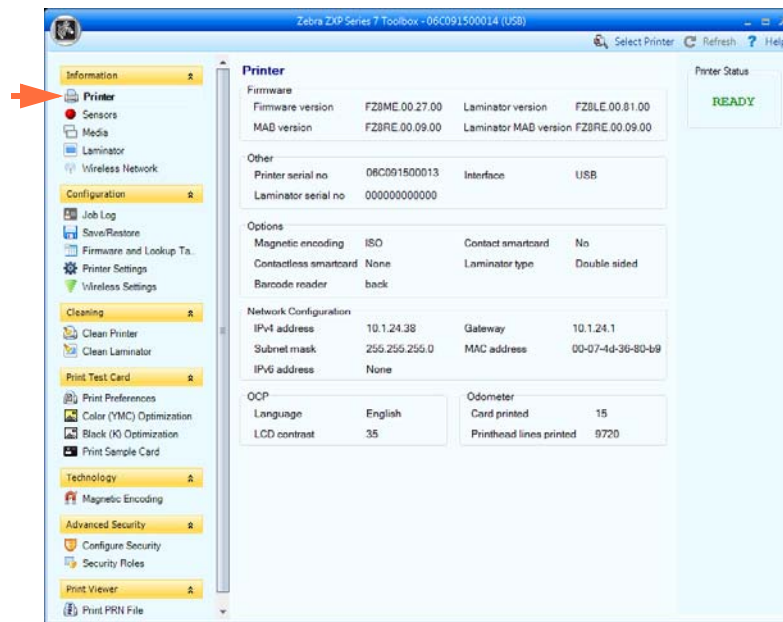 Zebra ZXP Series 7 Toolbox - 06C091500014 (USB)
Select Printer Refresh ? Help
Information
Printer
Sensors
Media
Laminator
Wireless Network
Configuration
Job Log
Save/Restore
Firmware and Lookup Ta..
Printer Settings
Wireless Settings
Cleaning
Clean Printer
Clean Laminator
Print Test Card
Print Preferences
Color (YMC) Optimization
Black (K) Optimization
Print Sample Card
Technology
Magnetic Encoding
Advanced Security
Configure Security
Security Roles
Print Viewer
Print PRN File
Printer
Firmware
Firmware version FZ8ME.00.27.00 Laminator version FZ8LE.00.81.00
MAB version FZ8RE.00.09.00 Laminator MAB version FZ8RE.00.09.00
Other
Printer serial no 06C091500013 Interface USB
Laminator serial no 000000000000
Options
Magnetic encoding ISO Contact smartcard No
Contactless smartcard None Laminator type Double sided
Barcode reader back
Network Configuration
IPv4 address 10.1.24.38 Gateway 10.1.24.1
Subnet mask 255.255.255.0 MAC address 00-07-4d-36-80-b9
IPv6 address None
OCP
Language English
LCD contrast 35
Odometer
Card printed 15
Printhead lines printed 9720
Printer Status
READY